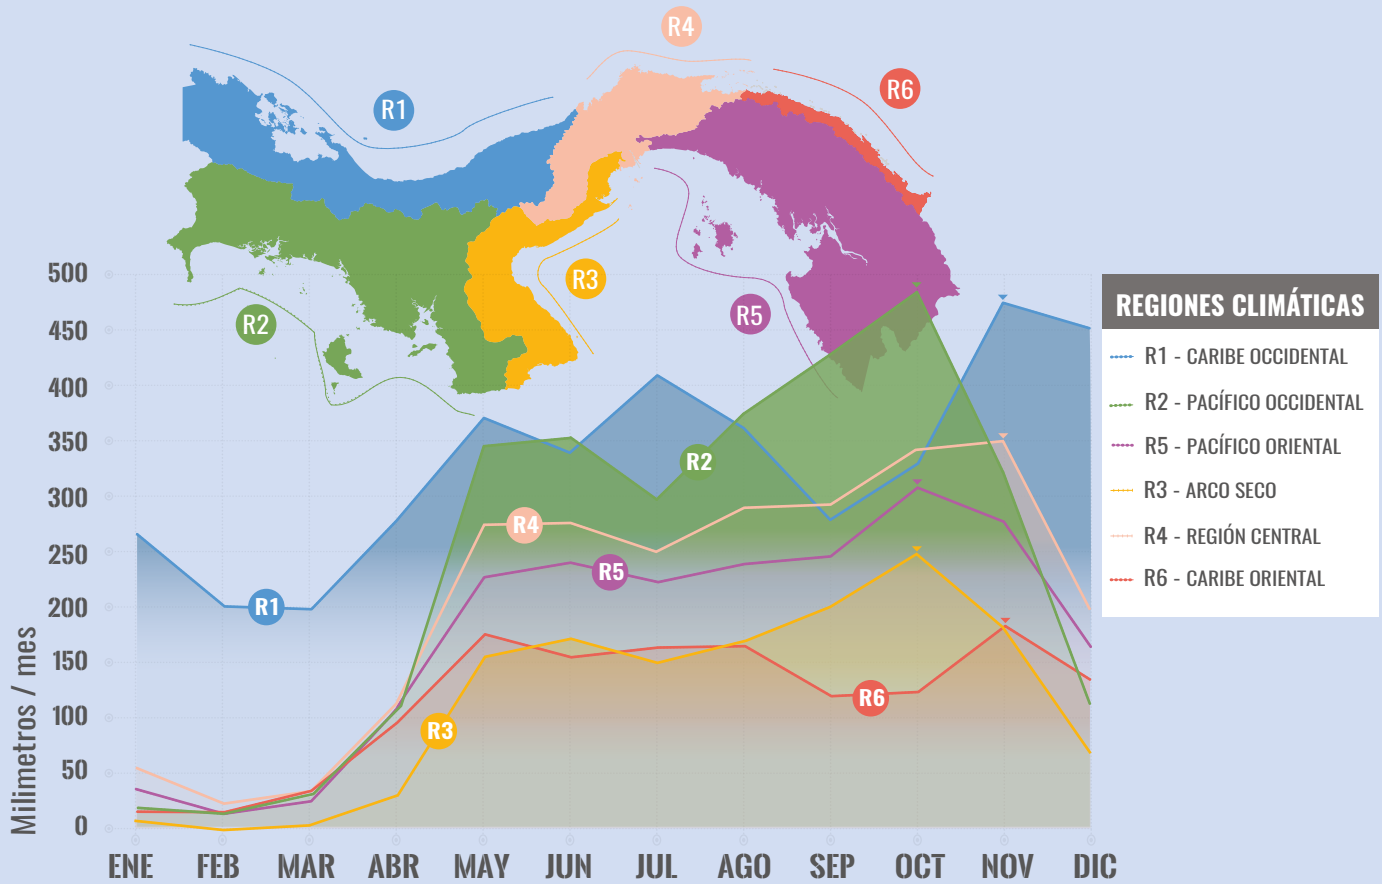 R4
R6
R1
R3
R2
R5
500
450
400
350
300
250
200
150
100
50
0
Milimetros / mes
REGIONES CLIMÁTICAS
R1 - CARIBE OCCIDENTAL
R2 - PACÍFICO OCCIDENTAL
R5 - PACÍFICO ORIENTAL
R3 - ARCO SECO
R4 - REGIÓN CENTRAL
R6 - CARIBE ORIENTAL
R2
R4
R5
R1
R6
R3
ENE FEB MAR ABR MAY JUN JUL AGO SEP OCT NOV DIC